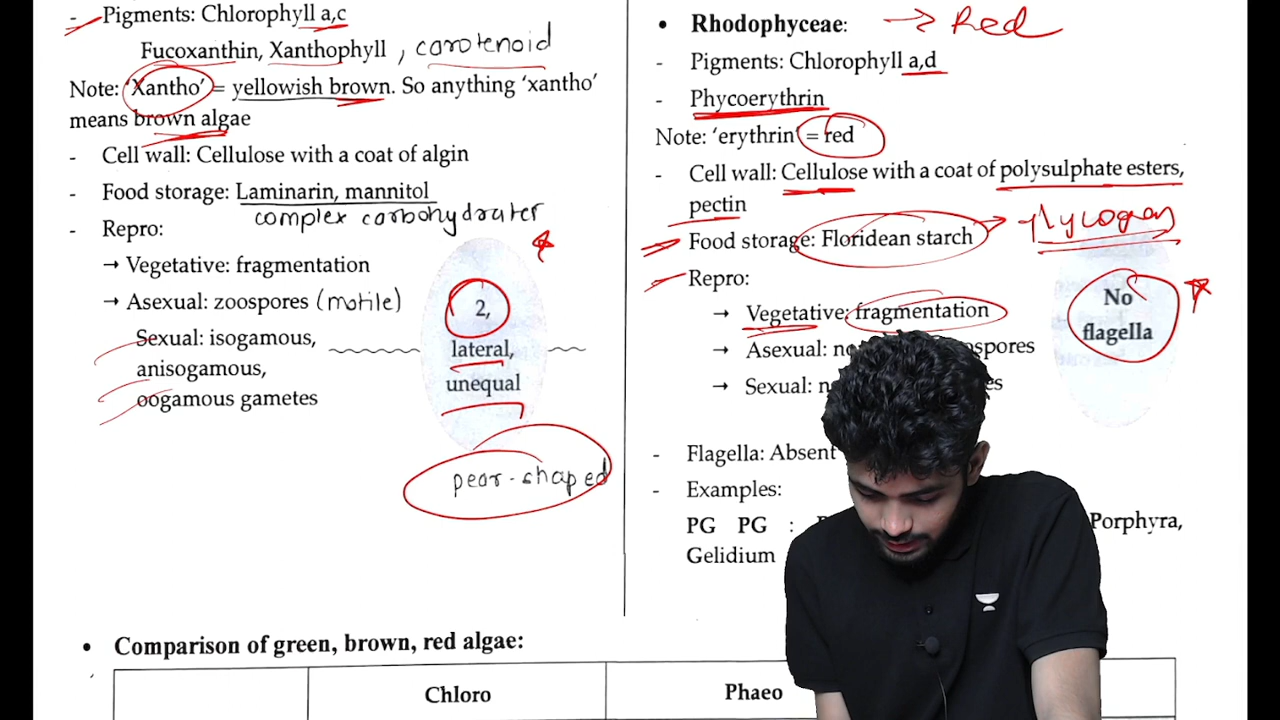 - Pigments: Chlorophyll a,c
Fucoxanthin, Xanthophyll , carotenoid
Note: 'Xantho' = yellowish brown. So anything 'xantho'
means brown algae
- Cell wall: Cellulose with a coat of algin
- Food storage: Laminarin, mannitol
complex carbohydrates
- Repro:
→ Vegetative: fragmentation
→ Asexual: zoospores (motile)
Sexual: isogamous,
anisogamous,
oogamous gametes
2,
lateral,
unequal
pear-shaped
• Rhodophyceae: → Red
- Pigments: Chlorophyll a,d
- Phycoerythrin
Note: 'erythrin' = red
- Cell wall: Cellulose with a coat of polysulphate esters,
pectin
Food storage: Floridean starch → glycogen
Repro:
→ Vegetative: fragmentation
→ Asexual:
→ Sexual:
No
flagella
- Flagella: Absent
- Examples:
PG PG : Porphyra,
Gelidium
• Comparison of green, brown, red algae:
Chloro
Phaeo